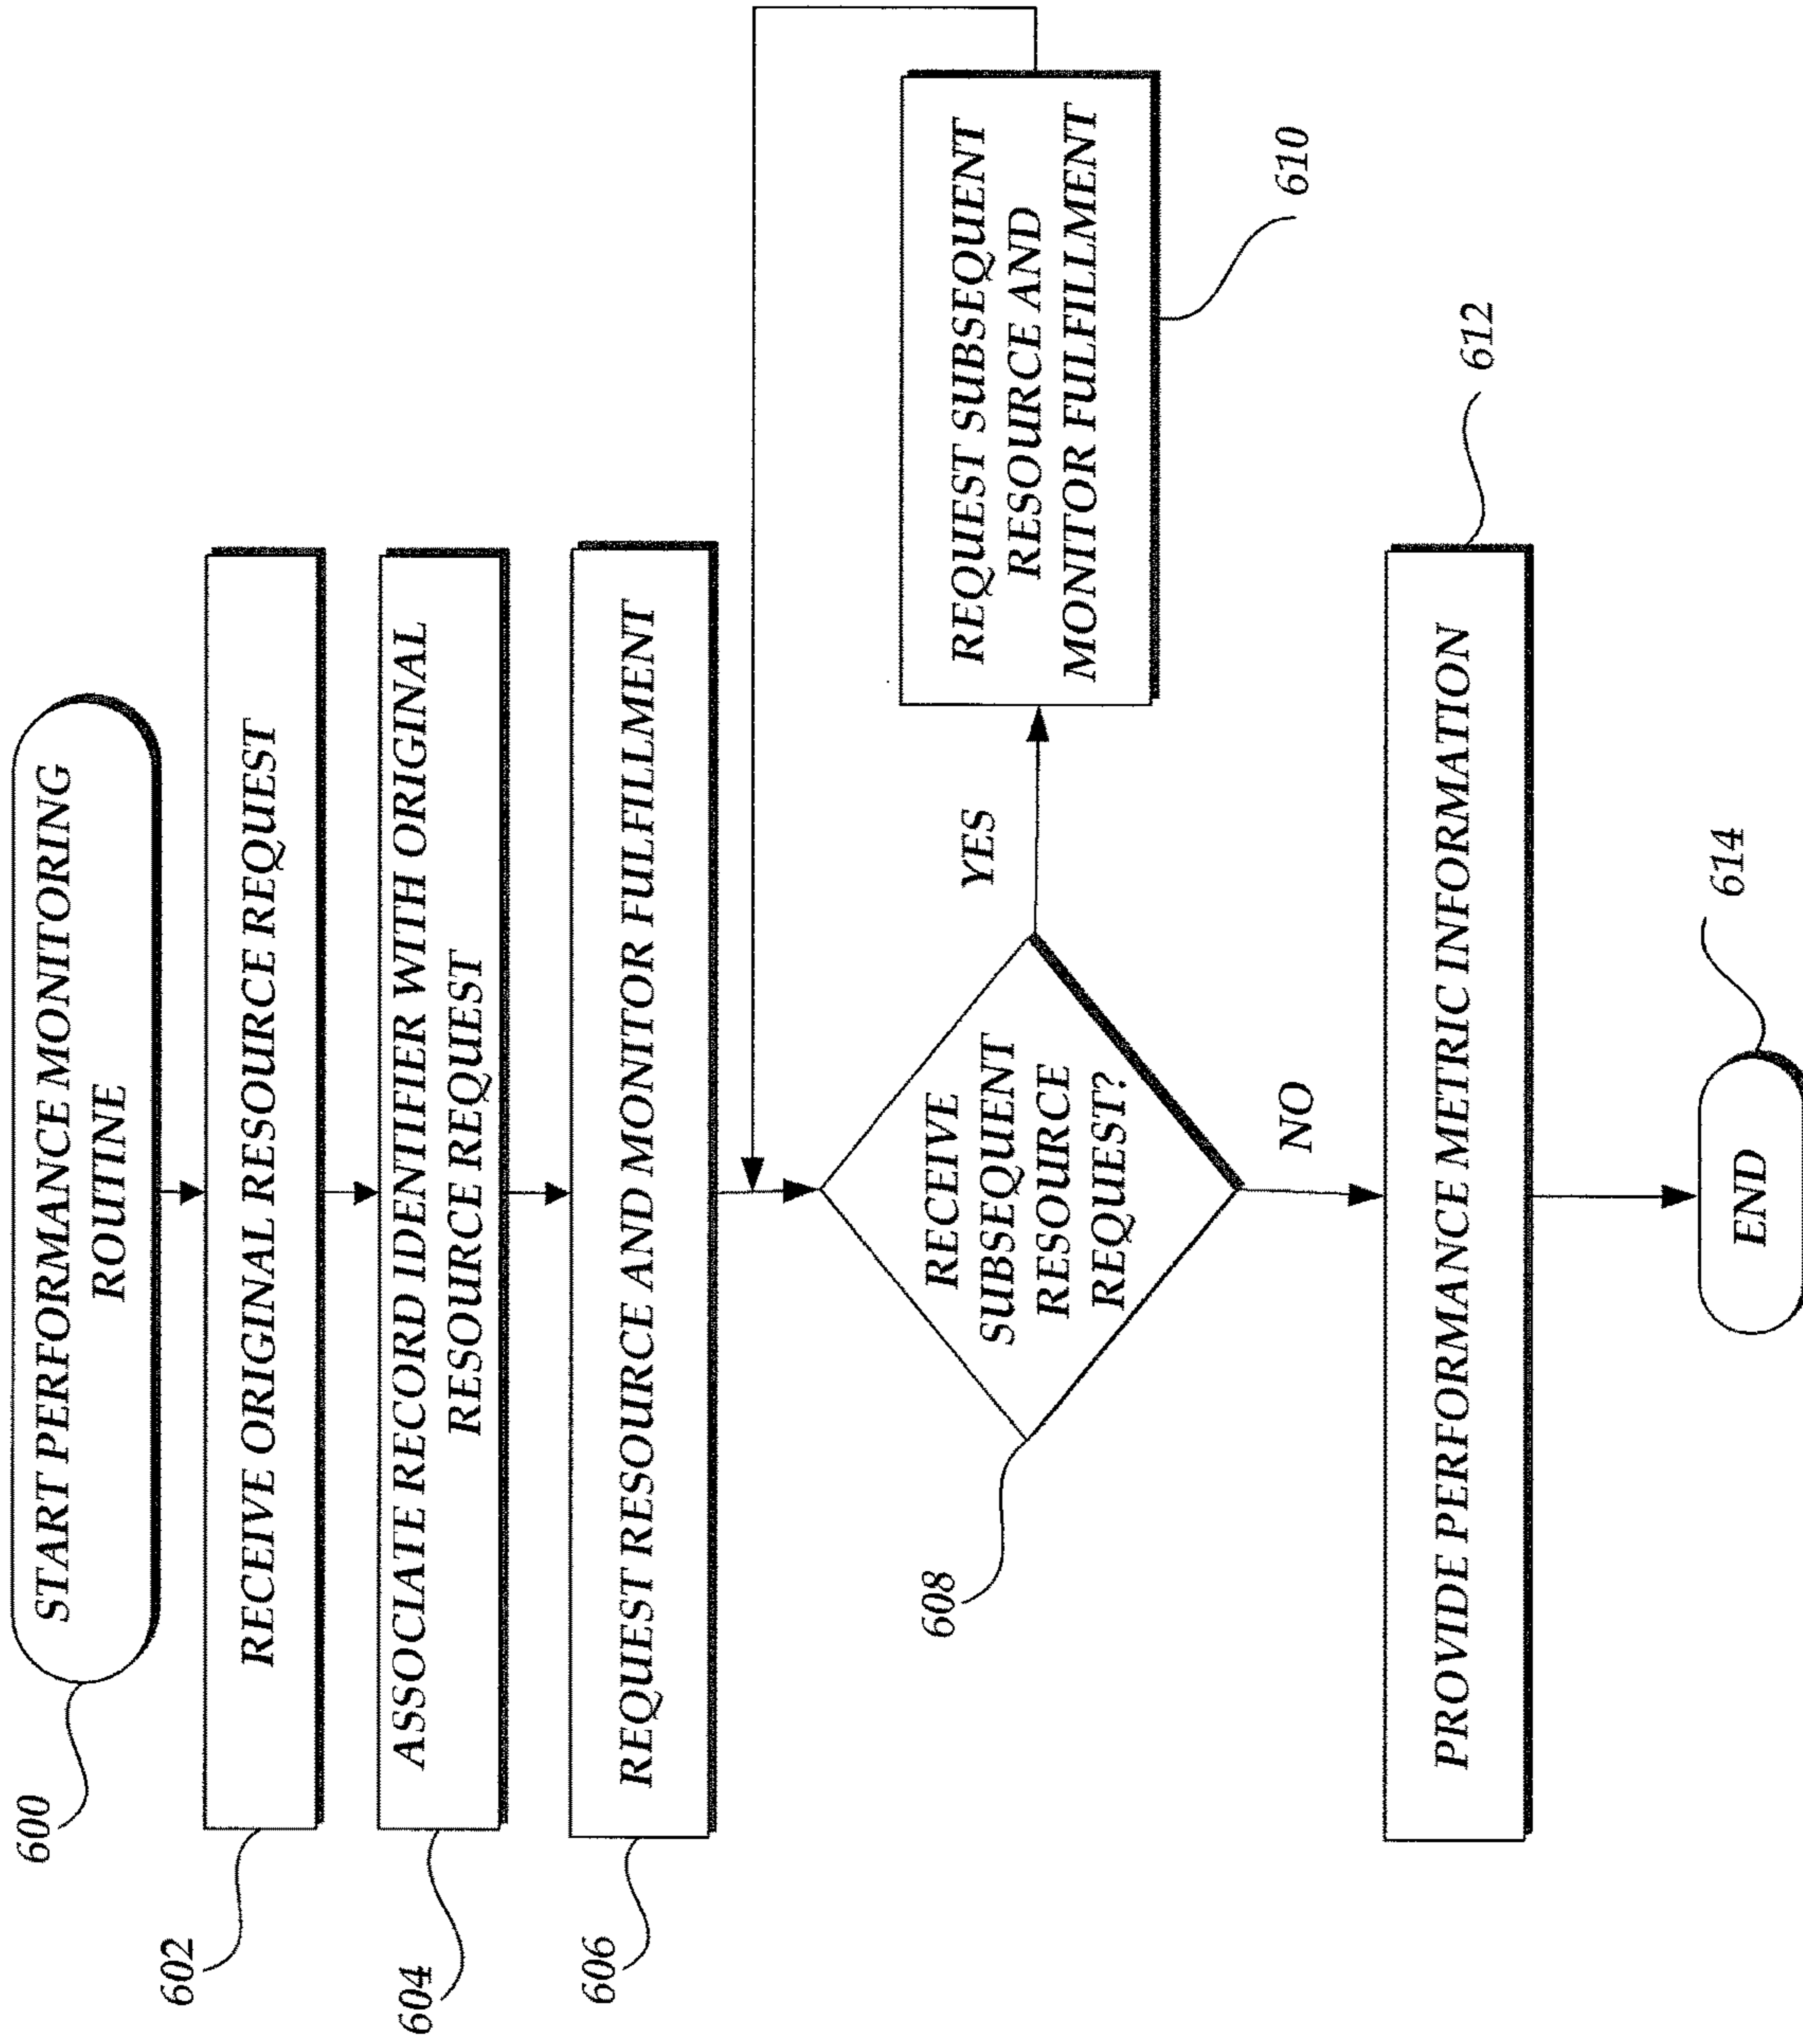 600
START PERFORMANCE MONITORING
ROUTINE
602
RECEIVE ORIGINAL RESOURCE REQUEST
604
ASSOCIATE RECORD IDENTIFIER WITH ORIGINAL
RESOURCE REQUEST
606
REQUEST RESOURCE AND MONITOR FULFILLMENT
608
RECEIVE
SUBSEQUENT
RESOURCE
REQUEST?
YES
REQUEST SUBSEQUENT
RESOURCE AND
MONITOR FULFILLMENT
610
NO
PROVIDE PERFORMANCE METRIC INFORMATION
612
END
614